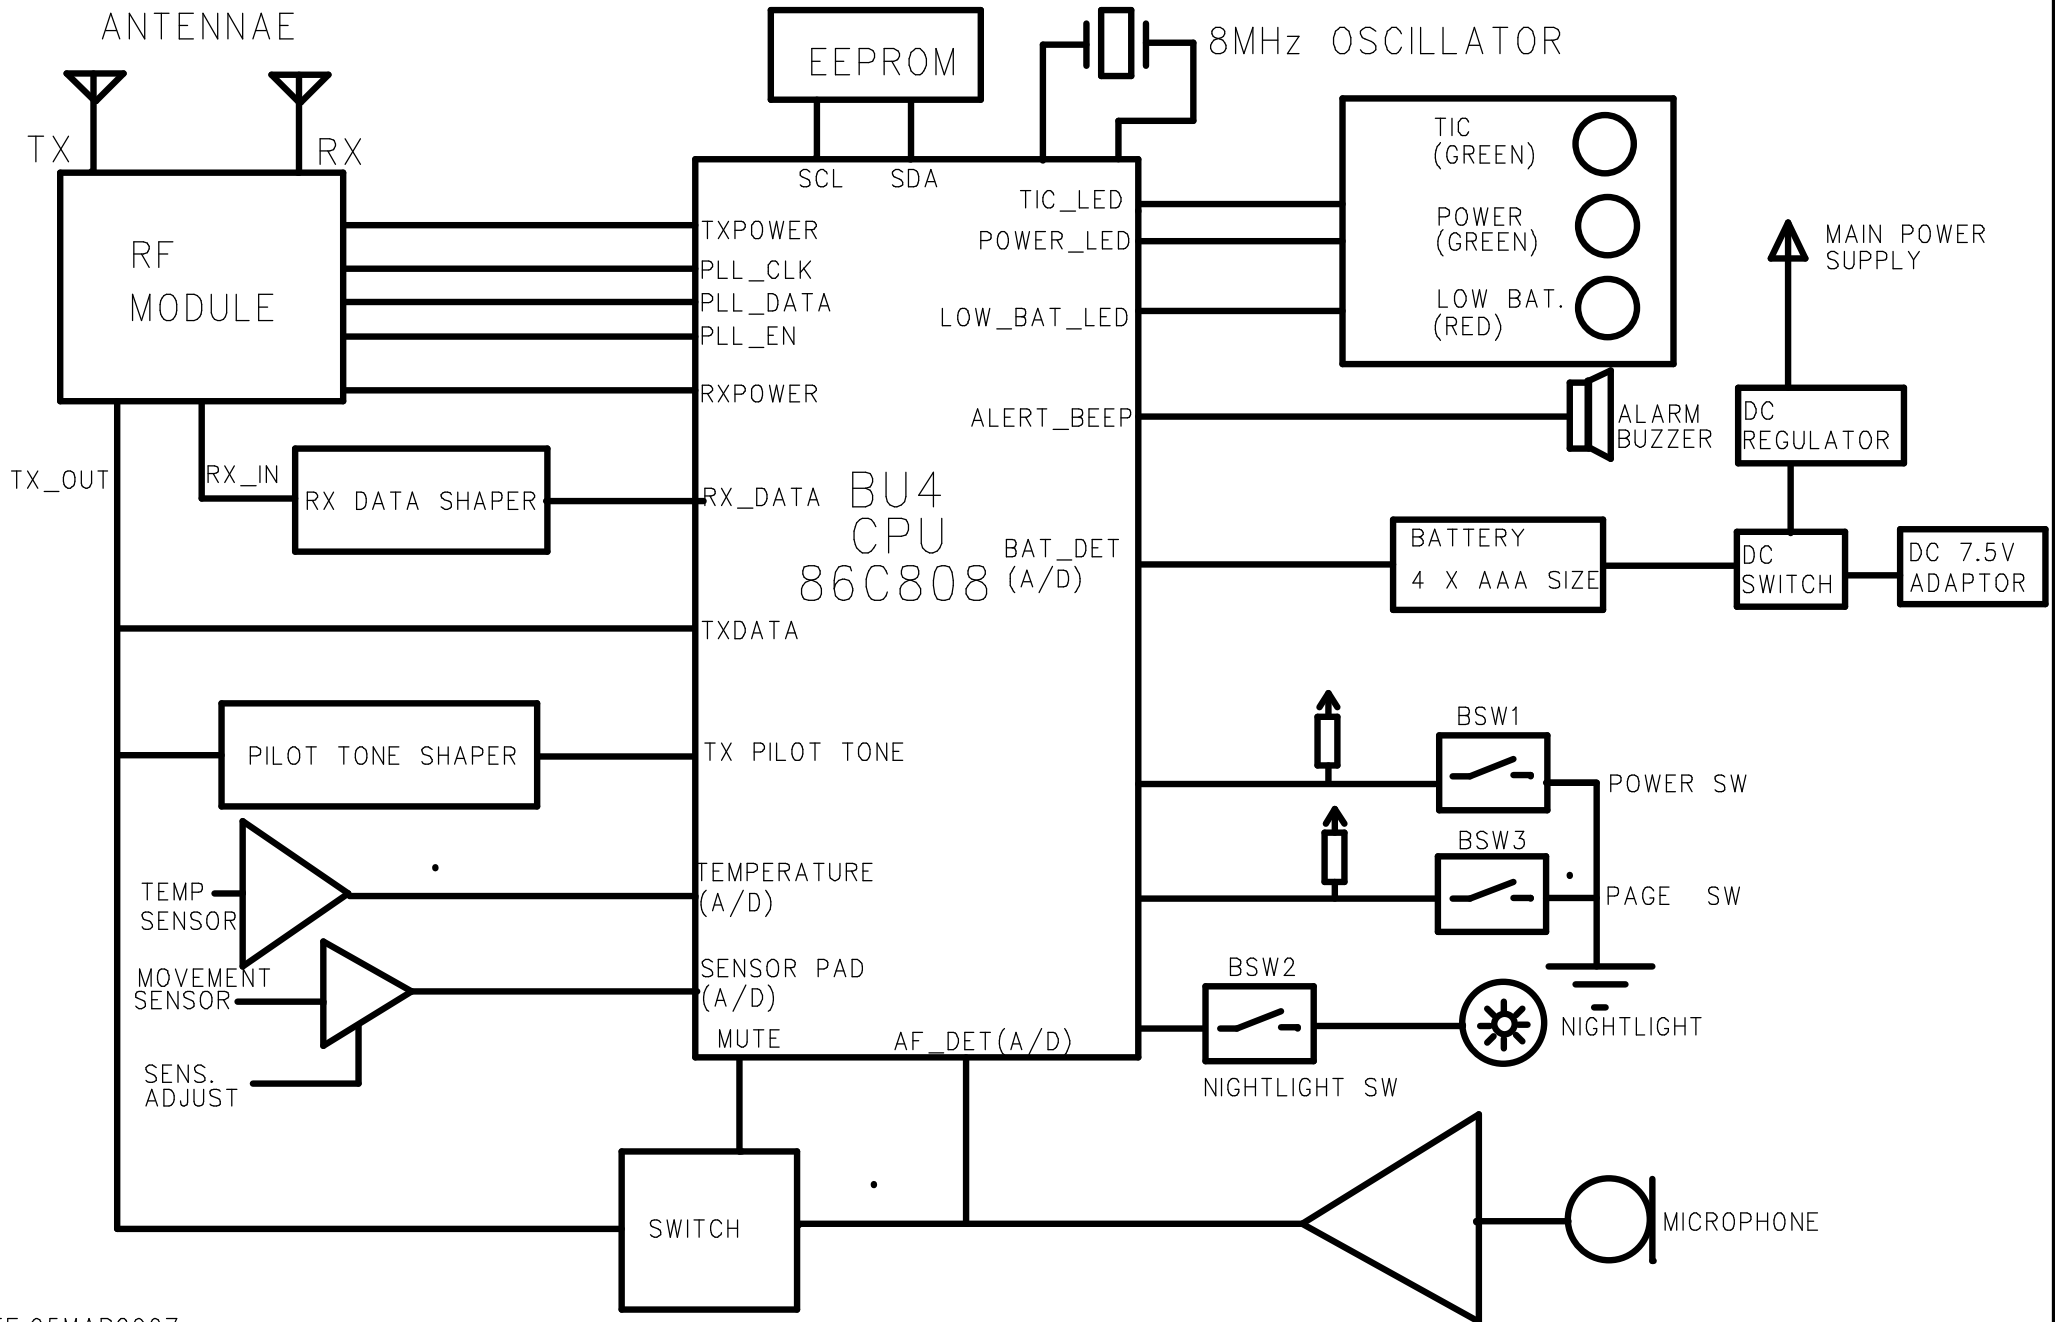 ANTENNAE
TX
RX
RF
MODULE
EEPROM
8MHz OSCILLATOR
SCL SDA
TXPOWER
PLL_CLK
PLL_DATA
PLL_EN
RXPOWER
TIC_LED
POWER_LED
LOW_BAT_LED
ALERT_BEEP
TIC
(GREEN)
POWER
(GREEN)
LOW BAT.
(RED)
MAIN POWER
SUPPLY
ALARM
BUZZER
DC
REGULATOR
TX_OUT
RX_IN
RX DATA SHAPER
RX_DATA
BU4
CPU
86C808
BAT_DET
(A/D)
BATTERY
4 X AAA SIZE
DC
SWITCH
DC 7.5V
ADAPTOR
TXDATA
PILOT TONE SHAPER
TX PILOT TONE
BSW1
POWER SW
BSW3
PAGE SW
TEMP
SENSOR
TEMPERATURE
(A/D)
MOVEMENT
SENSOR
SENSOR PAD
(A/D)
SENS.
ADJUST
MUTE
AF_DET(A/D)
BSW2
NIGHTLIGHT SW
NIGHTLIGHT
SWITCH
MICROPHONE